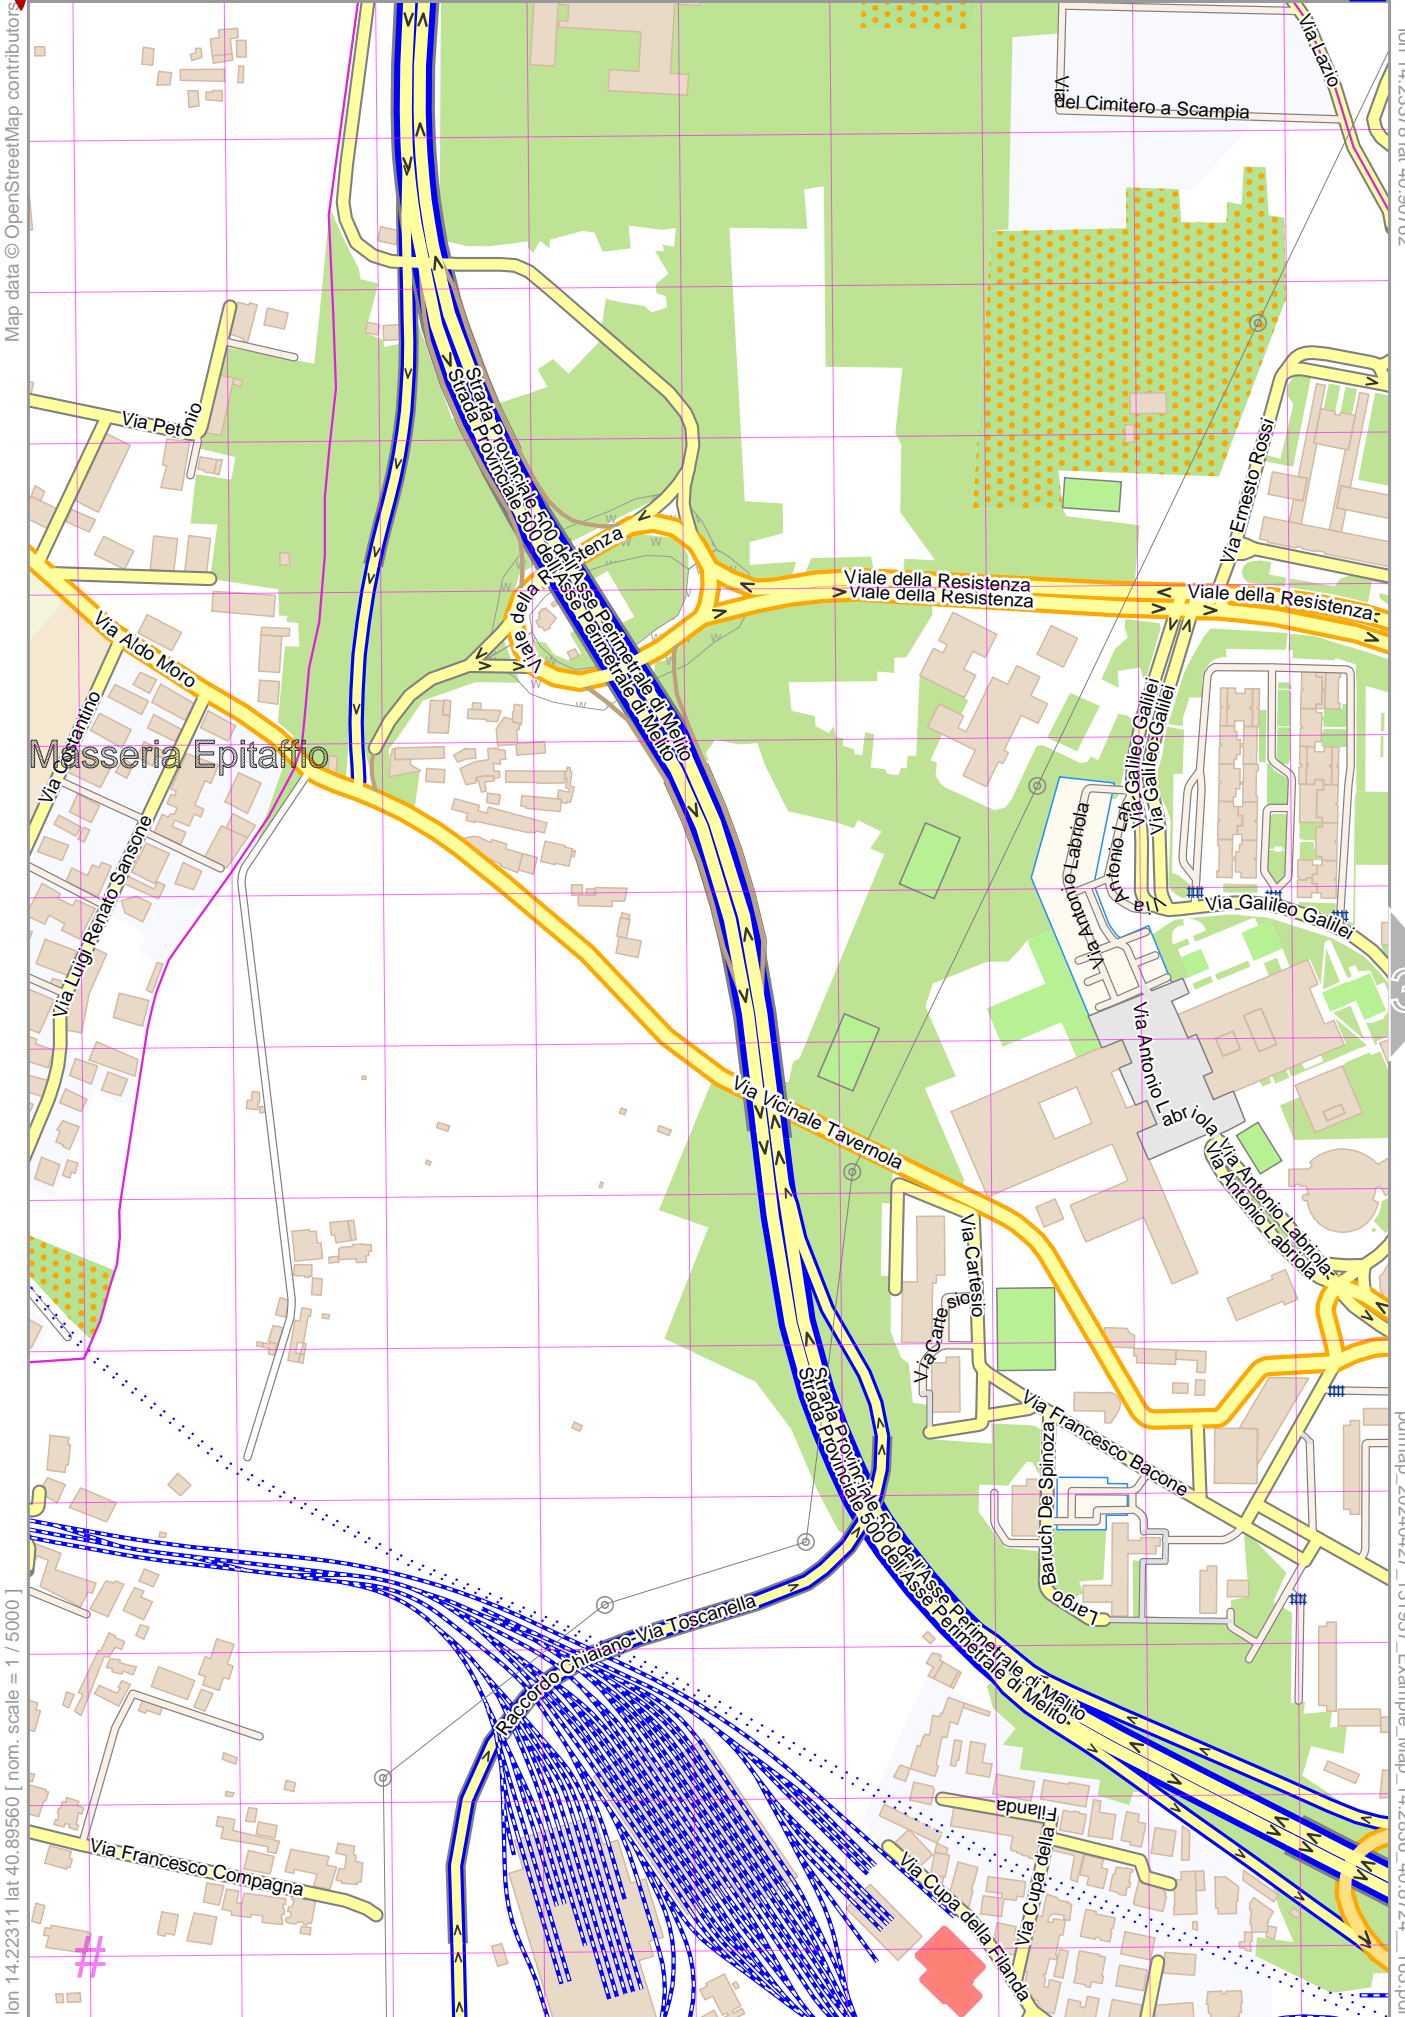 Map data © OpenStreetMap contributors
Via Lazio
Via
del Cimitero a Scampia
Via Petonio
Strada Provinciale 500 dell'Asse Perimetrale di Melito
Strada Provinciale 500 dell'Asse Perimetrale di Melito
Via Ernesto Rossi
Viale della Resistenza
Viale della Resistenza
Viale della Resistenza
Viale della Resistenza
Viale
Via Aldo Moro
Via Costantino
Masseria Epitaffio
Via Luigi Renato Sansone
Via Galileo Galilei
Via Galileo Galilei
Via Galileo Galilei
Via Antonio Labriola
Via Antonio Lab
Via Antonio Labriola
Via Antonio Labriola
Via Antonio Labriola
3
Via Vicinale Tavernola
Via Cartesio
Via Cartesio
Via Francesco Bacone
Largo Baruch De Spinoza
Strada Provinciale 500 dell'Asse Perimetrale di Melito
Strada Provinciale 500 dell'Asse Perimetrale di Melito
Raccordo Chiaiano-Via Toscanella
Via Francesco Compagna
Via Cupa della Filanda
Via Cupa della Filanda
#
lon 14.22311 lat 40.89560 [ nom. scale = 1 / 5000 ]